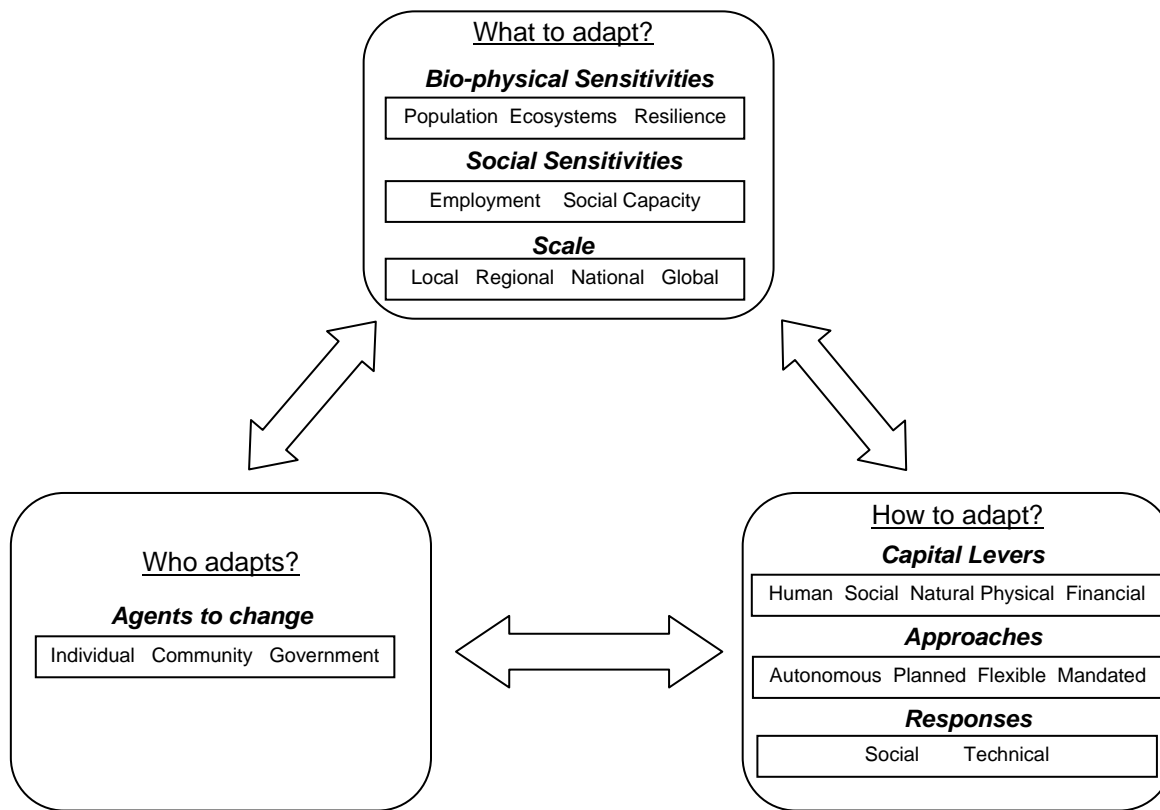 What to adapt?
Bio-physical Sensitivities
Population Ecosystems Resilience
Social Sensitivities
Employment Social Capacity
Scale
Local Regional National Global
Who adapts?
Agents to change
Individual Community Government
How to adapt?
Capital Levers
Human Social Natural Physical Financial
Approaches
Autonomous Planned Flexible Mandated
Responses
Social Technical